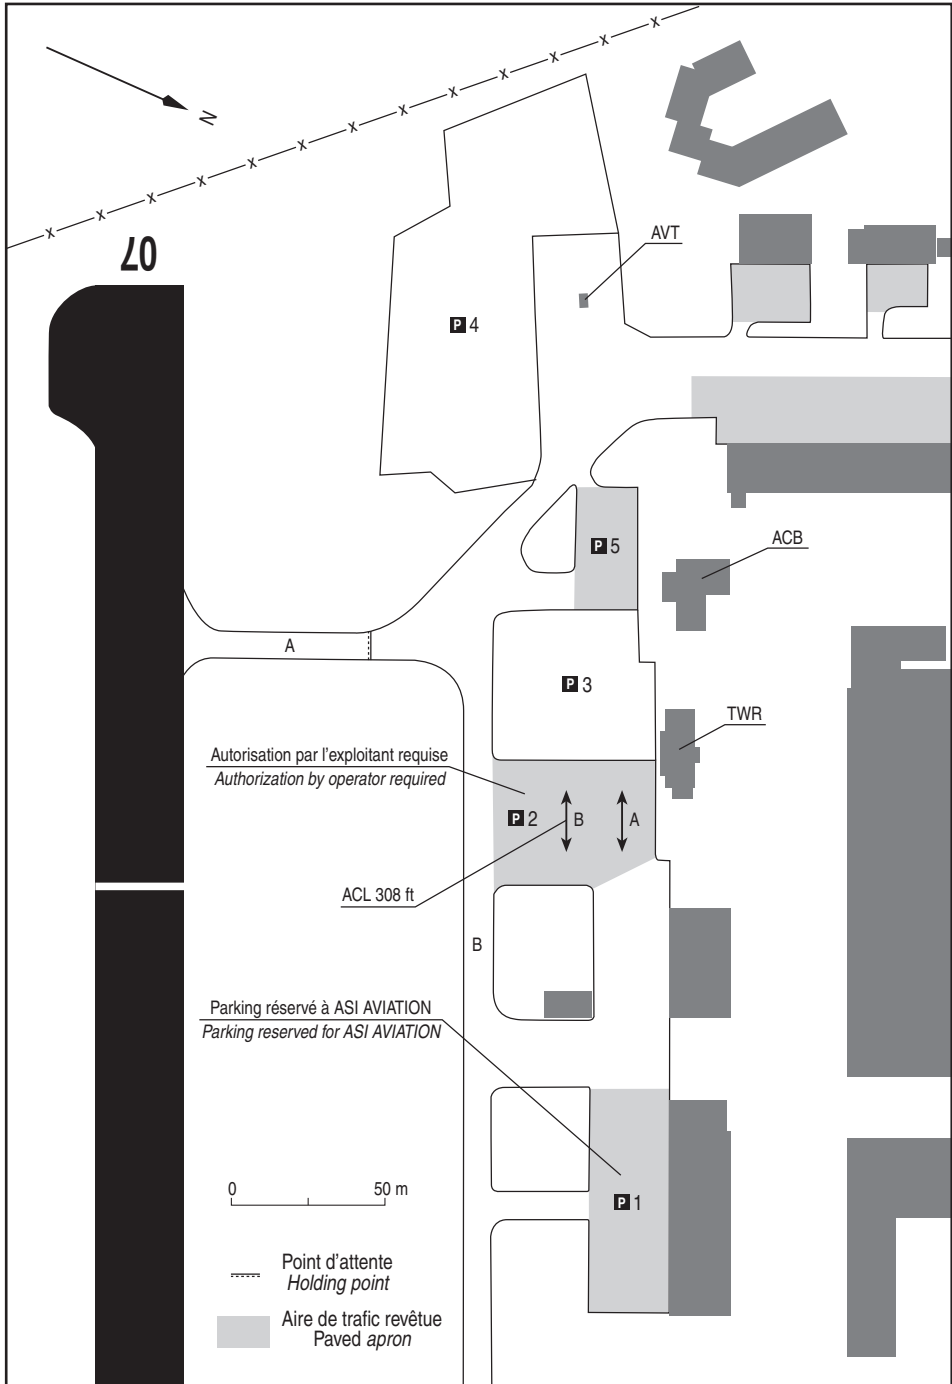 N
07
AVT
P 4
P 5
ACB
A
P 3
TWR
Autorisation par l'exploitant requise
Authorization by operator required
P 2
B
A
ACL 308 ft
B
Parking réservé à ASI AVIATION
Parking reserved for ASI AVIATION
0
50 m
P 1
Point d'attente
Holding point
Aire de trafic revêtue
Paved apron